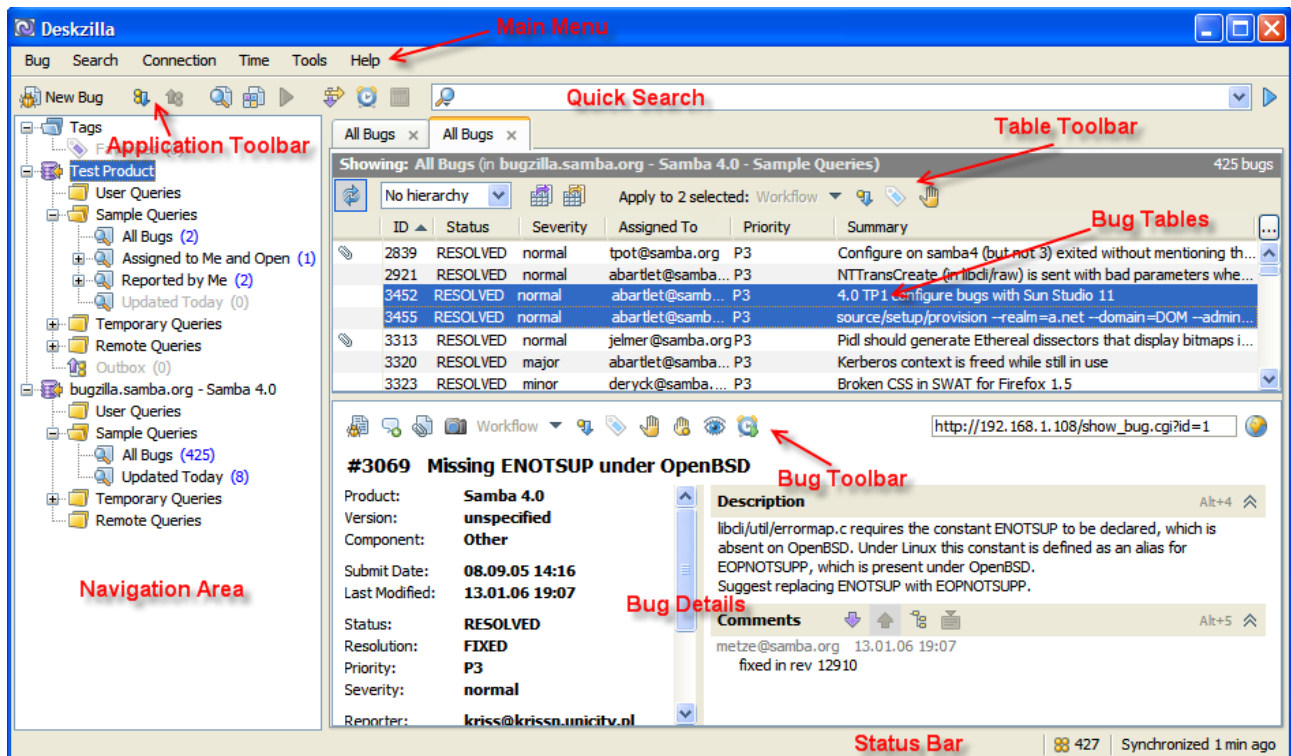 Deskzilla
Main Menu
Bug Search Connection Time Tools Help
New Bug
Quick Search
Application Toolbar
Tags
Test Product
User Queries
Sample Queries
All Bugs (2)
Assigned to Me and Open (1)
Reported by Me (2)
Updated Today (0)
Temporary Queries
Remote Queries
Outbox (0)
bugzilla.samba.org - Samba 4.0
User Queries
Sample Queries
All Bugs (425)
Updated Today (8)
Temporary Queries
Remote Queries
Navigation Area
All Bugs × All Bugs ×
Table Toolbar
Showing: All Bugs (in bugzilla.samba.org - Samba 4.0 - Sample Queries) 425 bugs
No hierarchy Apply to 2 selected: Workflow
Bug Tables
ID Status Severity Assigned To Priority Summary ...
2839 RESOLVED normal tpot@samba.org P3 Configure on samba4 (but not 3) exited without mentioning th...
2921 RESOLVED normal abartlet@samba... P3 NTTransCreate (in libcli/raw) is sent with bad parameters whe...
3452 RESOLVED normal abartlet@samb... P3 4.0 TP1 configure bugs with Sun Studio 11
3455 RESOLVED normal abartlet@samb... P3 source/setup/provision --realm=a.net --domain=DOM --admin...
3313 RESOLVED normal jelmer@samba.org P3 Pidl should generate Ethereal dissectors that display bitmaps i...
3320 RESOLVED major abartlet@samba... P3 Kerberos context is freed while still in use
3323 RESOLVED minor deryck@samba.... P3 Broken CSS in SWAT for Firefox 1.5
Workflow http://192.168.1.108/show_bug.cgi?id=1
#3069 Missing ENOTSUP under OpenBSD
Bug Toolbar
Product: Samba 4.0
Version: unspecified
Component: Other
Submit Date: 08.09.05 14:16
Last Modified: 13.01.06 19:07
Status: RESOLVED
Resolution: FIXED
Priority: P3
Severity: normal
Reporter: kriss@krissn.unicity.pl
Bug Details
Description Alt+4
libcli/util/errormap.c requires the constant ENOTSUP to be declared, which is
absent on OpenBSD. Under Linux this constant is defined as an alias for
EOPNOTSUPP, which is present under OpenBSD.
Suggest replacing ENOTSUP with EOPNOTSUPP.
Comments Alt+5
metze@samba.org 13.01.06 19:07
fixed in rev 12910
Status Bar
427 Synchronized 1 min ago